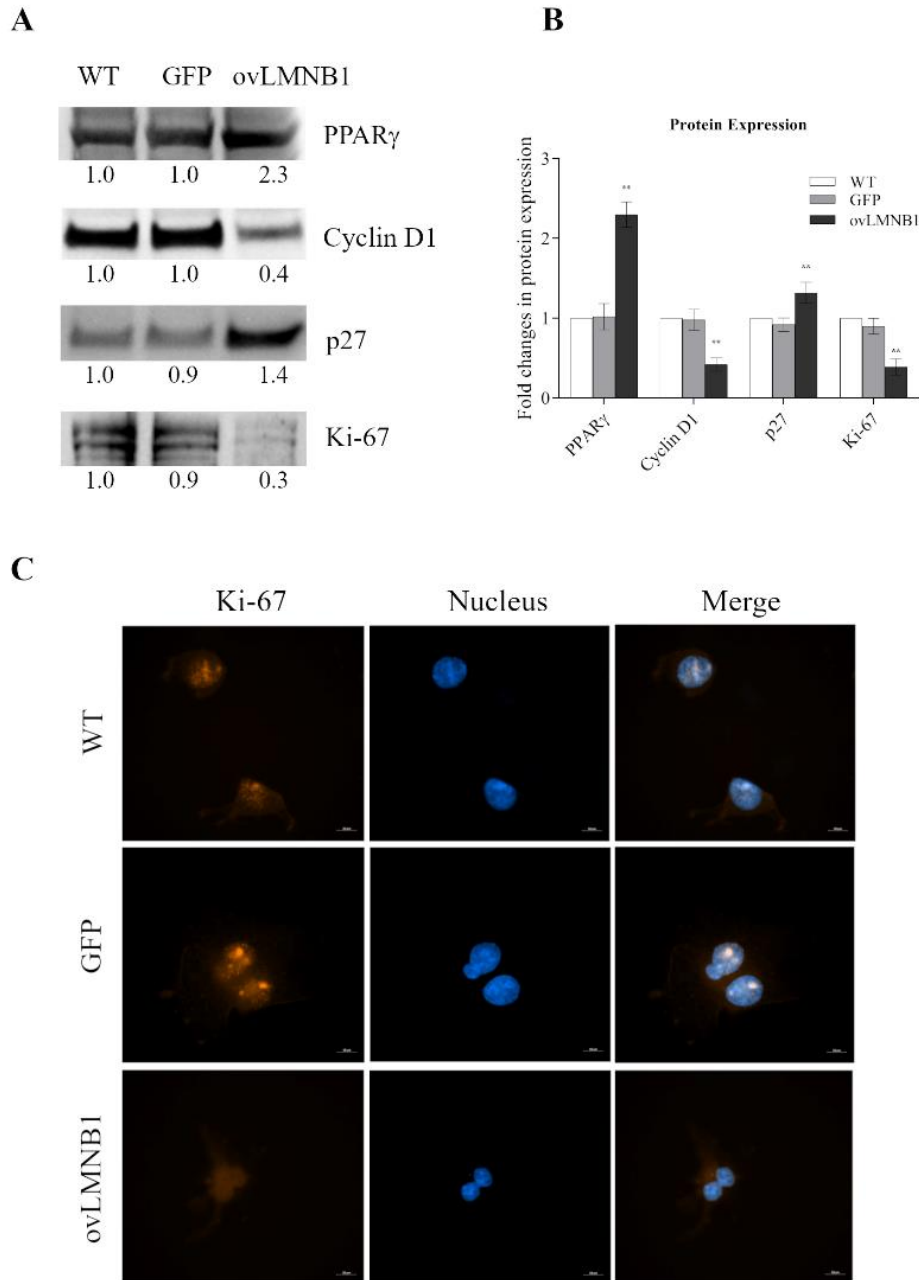 A
WT GFP ovLMNB1
PPARγ
1.0 1.0 2.3
Cyclin D1
1.0 1.0 0.4
p27
1.0 0.9 1.4
Ki-67
1.0 0.9 0.3
B
Protein Expression
Fold changes in protein expression
3
2
1
0
WT
GFP
ovLMNB1
**
**
**
**
PPARγ
Cyclin D1
p27
Ki-67
C
Ki-67 Nucleus Merge
WT
GFP
ovLMNB1